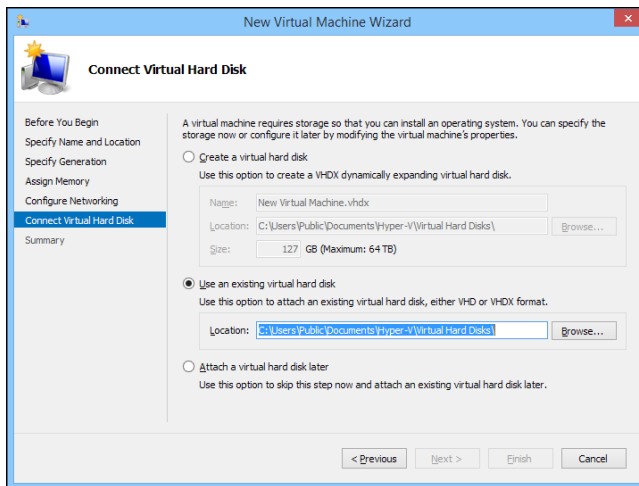 New Virtual Machine Wizard
Connect Virtual Hard Disk
Before You Begin
Specify Name and Location
Specify Generation
Assign Memory
Configure Networking
Connect Virtual Hard Disk
Summary
A virtual machine requires storage so that you can install an operating system. You can specify the
storage now or configure it later by modifying the virtual machine's properties.
Create a virtual hard disk
Use this option to create a VHDX dynamically expanding virtual hard disk.
Name: New Virtual Machine.vhdx
Location: C:\Users\Public\Documents\Hyper-V\Virtual Hard Disks\ Browse...
Size: 127 GB (Maximum: 64 TB)
Use an existing virtual hard disk
Use this option to attach an existing virtual hard disk, either VHD or VHDX format.
Location: C:\Users\Public\Documents\Hyper-V\Virtual Hard Disks\ Browse...
Attach a virtual hard disk later
Use this option to skip this step now and attach an existing virtual hard disk later.
< Previous Next > Finish Cancel